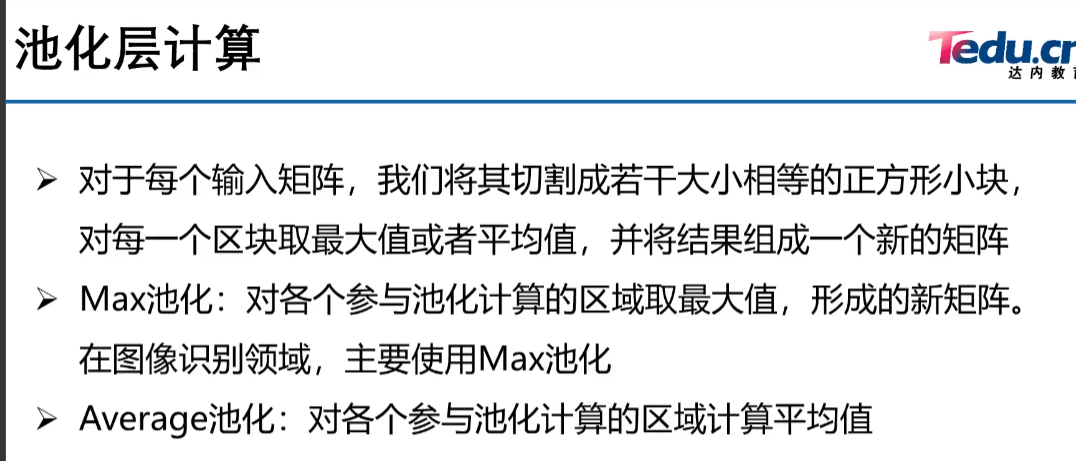 池化层计算
Tedu.cn
达内教育
➤ 对于每个输入矩阵，我们将其切割成若干大小相等的正方形小块，
对每一个区块取最大值或者平均值，并将结果组成一个新的矩阵
➤ Max池化：对各个参与池化计算的区域取最大值，形成的新矩阵。
在图像识别领域，主要使用Max池化
➤ Average池化：对各个参与池化计算的区域计算平均值